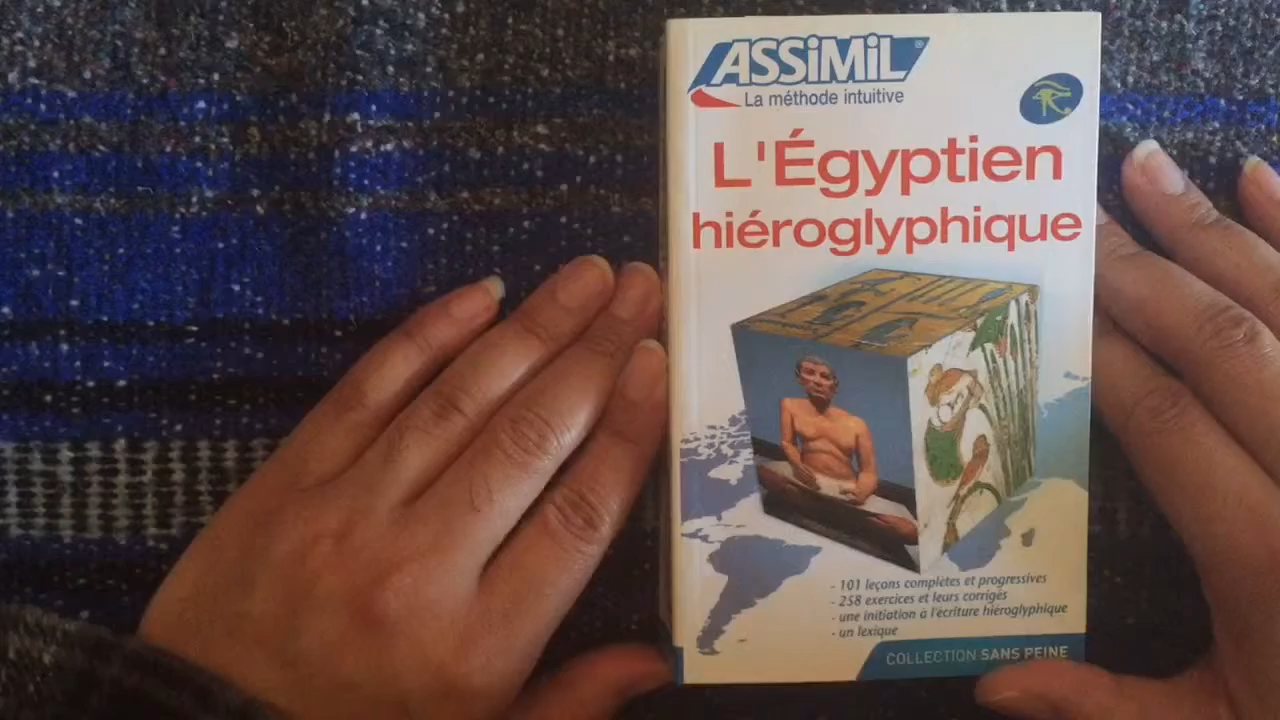 ASSiMiL®
La méthode intuitive
L'Égyptien
hiéroglyphique
- 101 leçons complètes et progressives
- 258 exercices et leurs corrigés
- une initiation à l'écriture hiéroglyphique
- un lexique
COLLECTION SANS PEINE